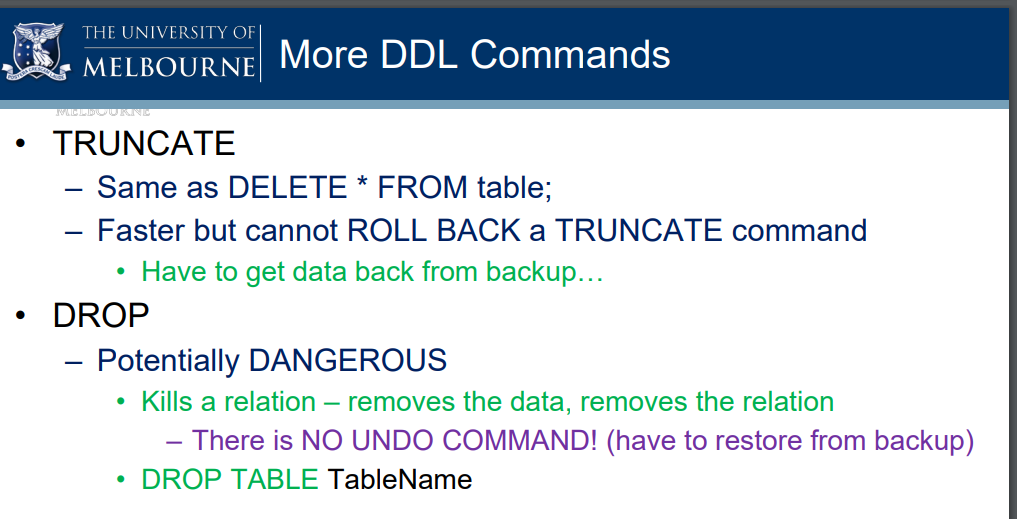 THE UNIVERSITY OF
MELBOURNE
More DDL Commands
MELBOURNE
• TRUNCATE
– Same as DELETE * FROM table;
– Faster but cannot ROLL BACK a TRUNCATE command
• Have to get data back from backup…
• DROP
– Potentially DANGEROUS
• Kills a relation – removes the data, removes the relation
– There is NO UNDO COMMAND! (have to restore from backup)
• DROP TABLE TableName